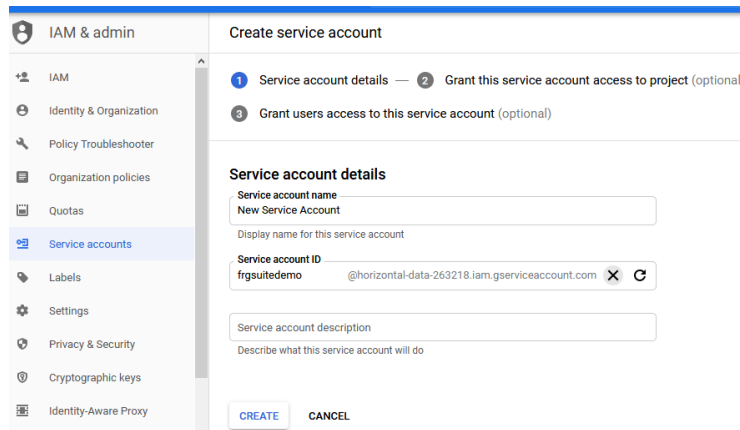 IAM & admin
Create service account
IAM
Identity & Organization
Policy Troubleshooter
Organization policies
Quotas
Service accounts
Labels
Settings
Privacy & Security
Cryptographic keys
Identity-Aware Proxy
1 Service account details — 2 Grant this service account access to project (optional
3 Grant users access to this service account (optional)
Service account details
Service account name
New Service Account
Display name for this service account
Service account ID
frgsuitedemo @horizontal-data-263218.iam.gserviceaccount.com
Service account description
Describe what this service account will do
CREATE CANCEL